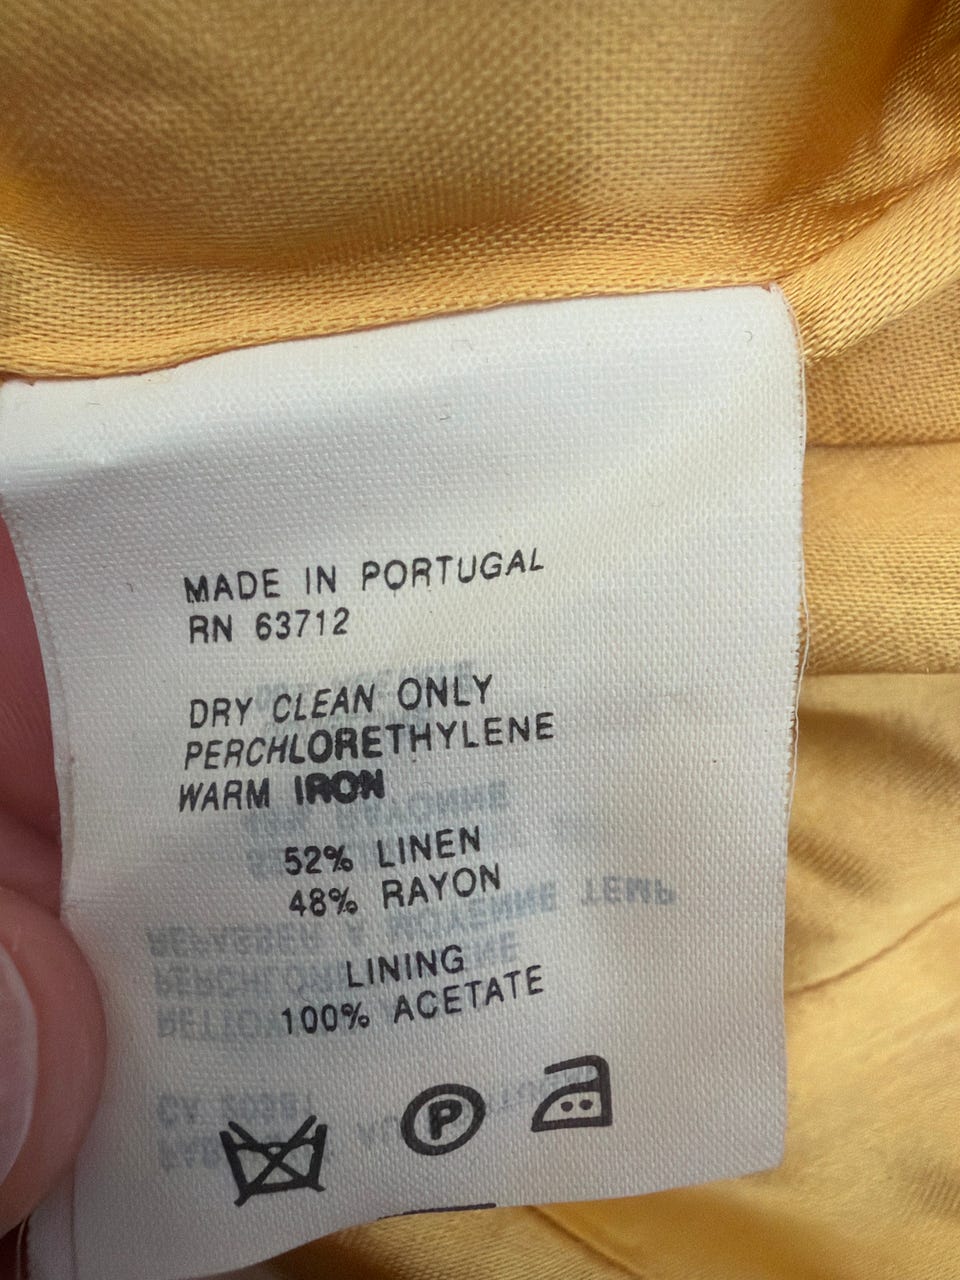 MADE IN PORTUGAL
RN 63712
DRY CLEAN ONLY
PERCHLORETHYLENE
WARM IRON
52% LINEN
48% RAYON
LINING
100% ACETATE
P